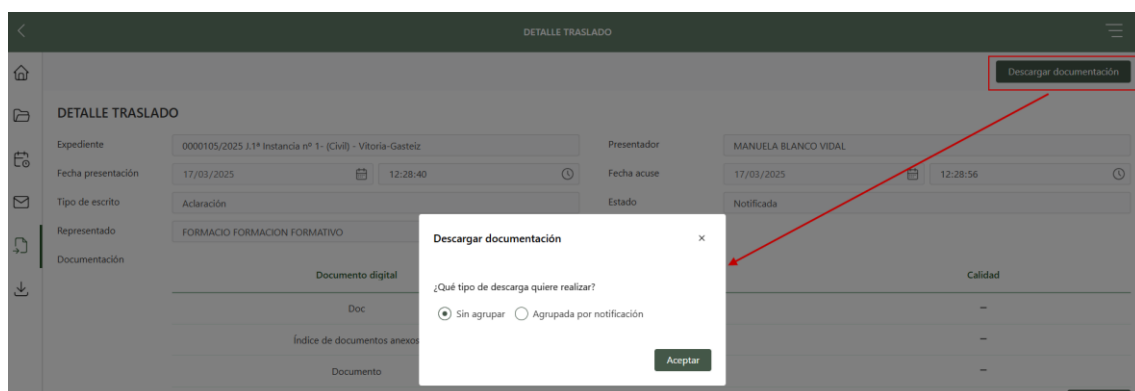 DETALLE TRASLADO
Descargar documentación
DETALLE TRASLADO
Expediente 0000105/2025 J.1ª Instancia nº 1- (Civil) - Vitoria-Gasteiz Presentador MANUELA BLANCO VIDAL
Fecha presentación 17/03/2025 12:28:40 Fecha acuse 17/03/2025 12:28:56
Tipo de escrito Aclaración Estado Notificada
Representado FORMACIO FORMACION FORMATIVO
Documentación
Documento digital Calidad
Doc –
Índice de documentos anexos –
Documento –
Descargar documentación ×
¿Qué tipo de descarga quiere realizar?
Sin agrupar Agrupada por notificación
Aceptar